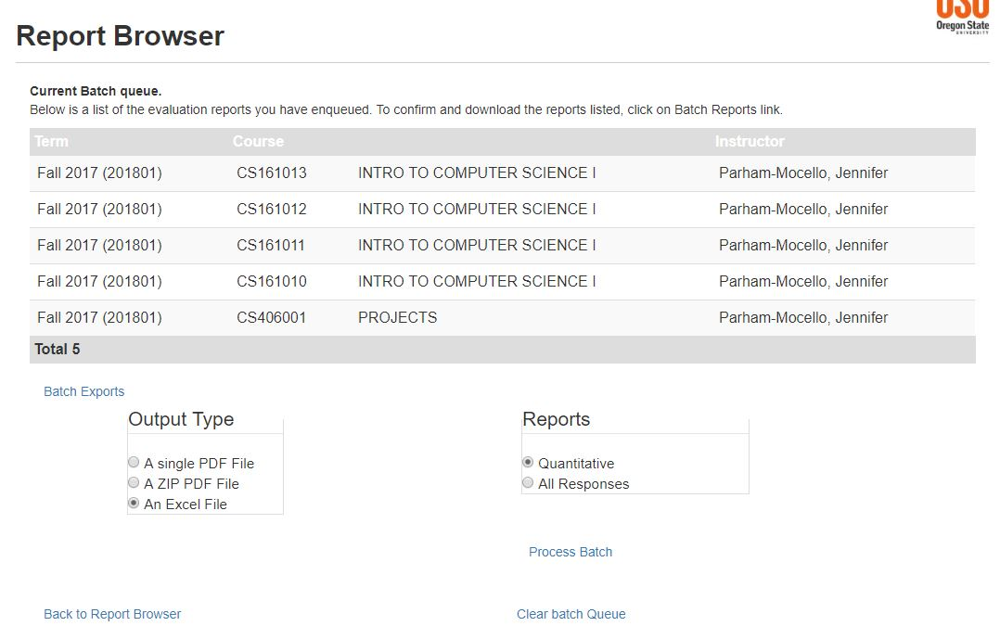 OSU
Oregon State
UNIVERSITY
Report Browser
Current Batch queue.
Below is a list of the evaluation reports you have enqueued. To confirm and download the reports listed, click on Batch Reports link.
Term Course Instructor
Fall 2017 (201801) CS161013 INTRO TO COMPUTER SCIENCE I Parham-Mocello, Jennifer
Fall 2017 (201801) CS161012 INTRO TO COMPUTER SCIENCE I Parham-Mocello, Jennifer
Fall 2017 (201801) CS161011 INTRO TO COMPUTER SCIENCE I Parham-Mocello, Jennifer
Fall 2017 (201801) CS161010 INTRO TO COMPUTER SCIENCE I Parham-Mocello, Jennifer
Fall 2017 (201801) CS406001 PROJECTS Parham-Mocello, Jennifer
Total 5
Batch Exports
Output Type
A single PDF File
A ZIP PDF File
An Excel File
Reports
Quantitative
All Responses
Process Batch
Back to Report Browser
Clear batch Queue